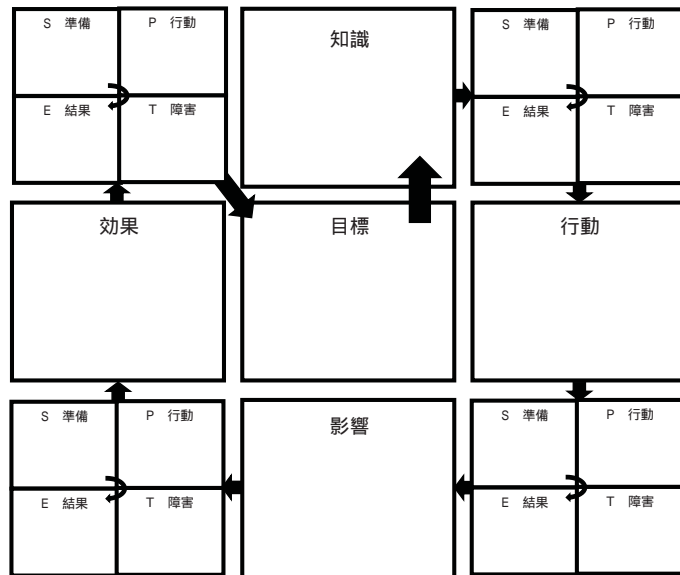 S 準備
P 行動
知識
S 準備
P 行動
E 結果
T 障害
E 結果
T 障害
効果
目標
行動
S 準備
P 行動
影響
S 準備
P 行動
E 結果
T 障害
E 結果
T 障害